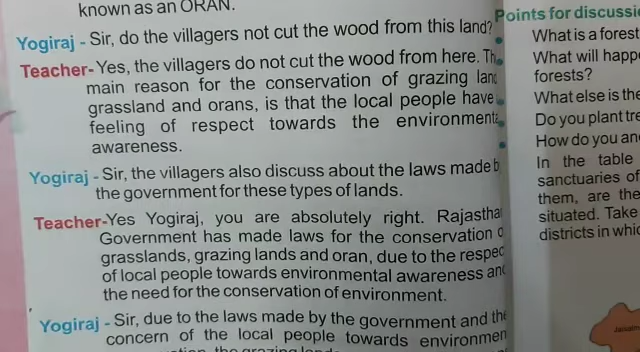 known as an ORAN.
Yogiraj - Sir, do the villagers not cut the wood from this land?
Teacher- Yes, the villagers do not cut the wood from here. Th
main reason for the conservation of grazing land
grassland and orans, is that the local people have
feeling of respect towards the environmenta
awareness.
Yogiraj - Sir, the villagers also discuss about the laws made b
the government for these types of lands.
Teacher-Yes Yogiraj, you are absolutely right. Rajastha
Government has made laws for the conservation o
grasslands, grazing lands and oran, due to the respec
of local people towards environmental awareness and
the need for the conservation of environment.
Yogiraj - Sir, due to the laws made by the government and the
concern of the local people towards environmen
the grazing
Points for discussi
What is a forest
What will happ
forests?
What else is the
Do you plant tre
How do you an
In the table
sanctuaries of
them, are the
situated. Take
districts in whic